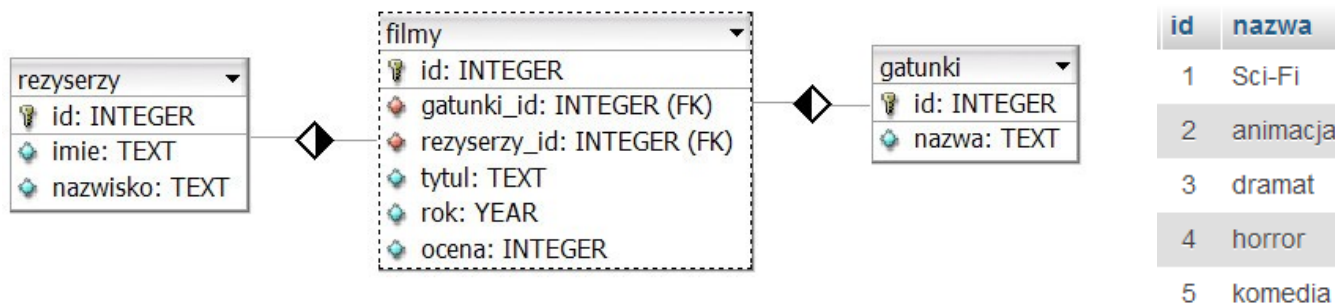 rezyserzy
id: INTEGER
imie: TEXT
nazwisko: TEXT
filmy
id: INTEGER
gatunki_id: INTEGER (FK)
rezyserzy_id: INTEGER (FK)
tytul: TEXT
rok: YEAR
ocena: INTEGER
gatunki
id: INTEGER
nazwa: TEXT
id nazwa
1 Sci-Fi
2 animacja
3 dramat
4 horror
5 komedia